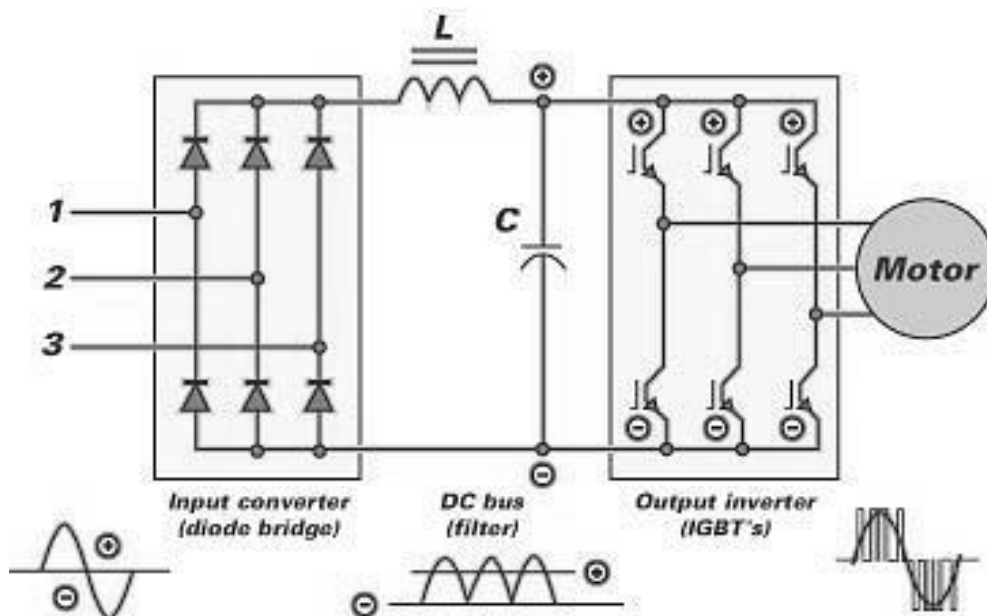 L
1
2
3
C
Motor
Input converter
(diode bridge)
DC bus
(filter)
Output inverter
(IGBT's)